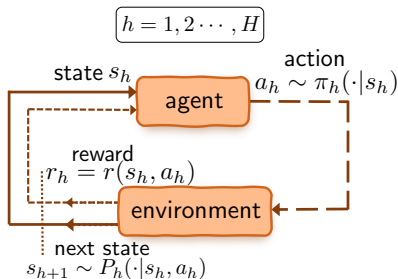 h = 1, 2 ⋯ , H
state s_h
action
a_h ∼ π_h(·|s_h)
agent
reward
r_h = r(s_h, a_h)
environment
next state
s_{h+1} ∼ P_h(·|s_h, a_h)